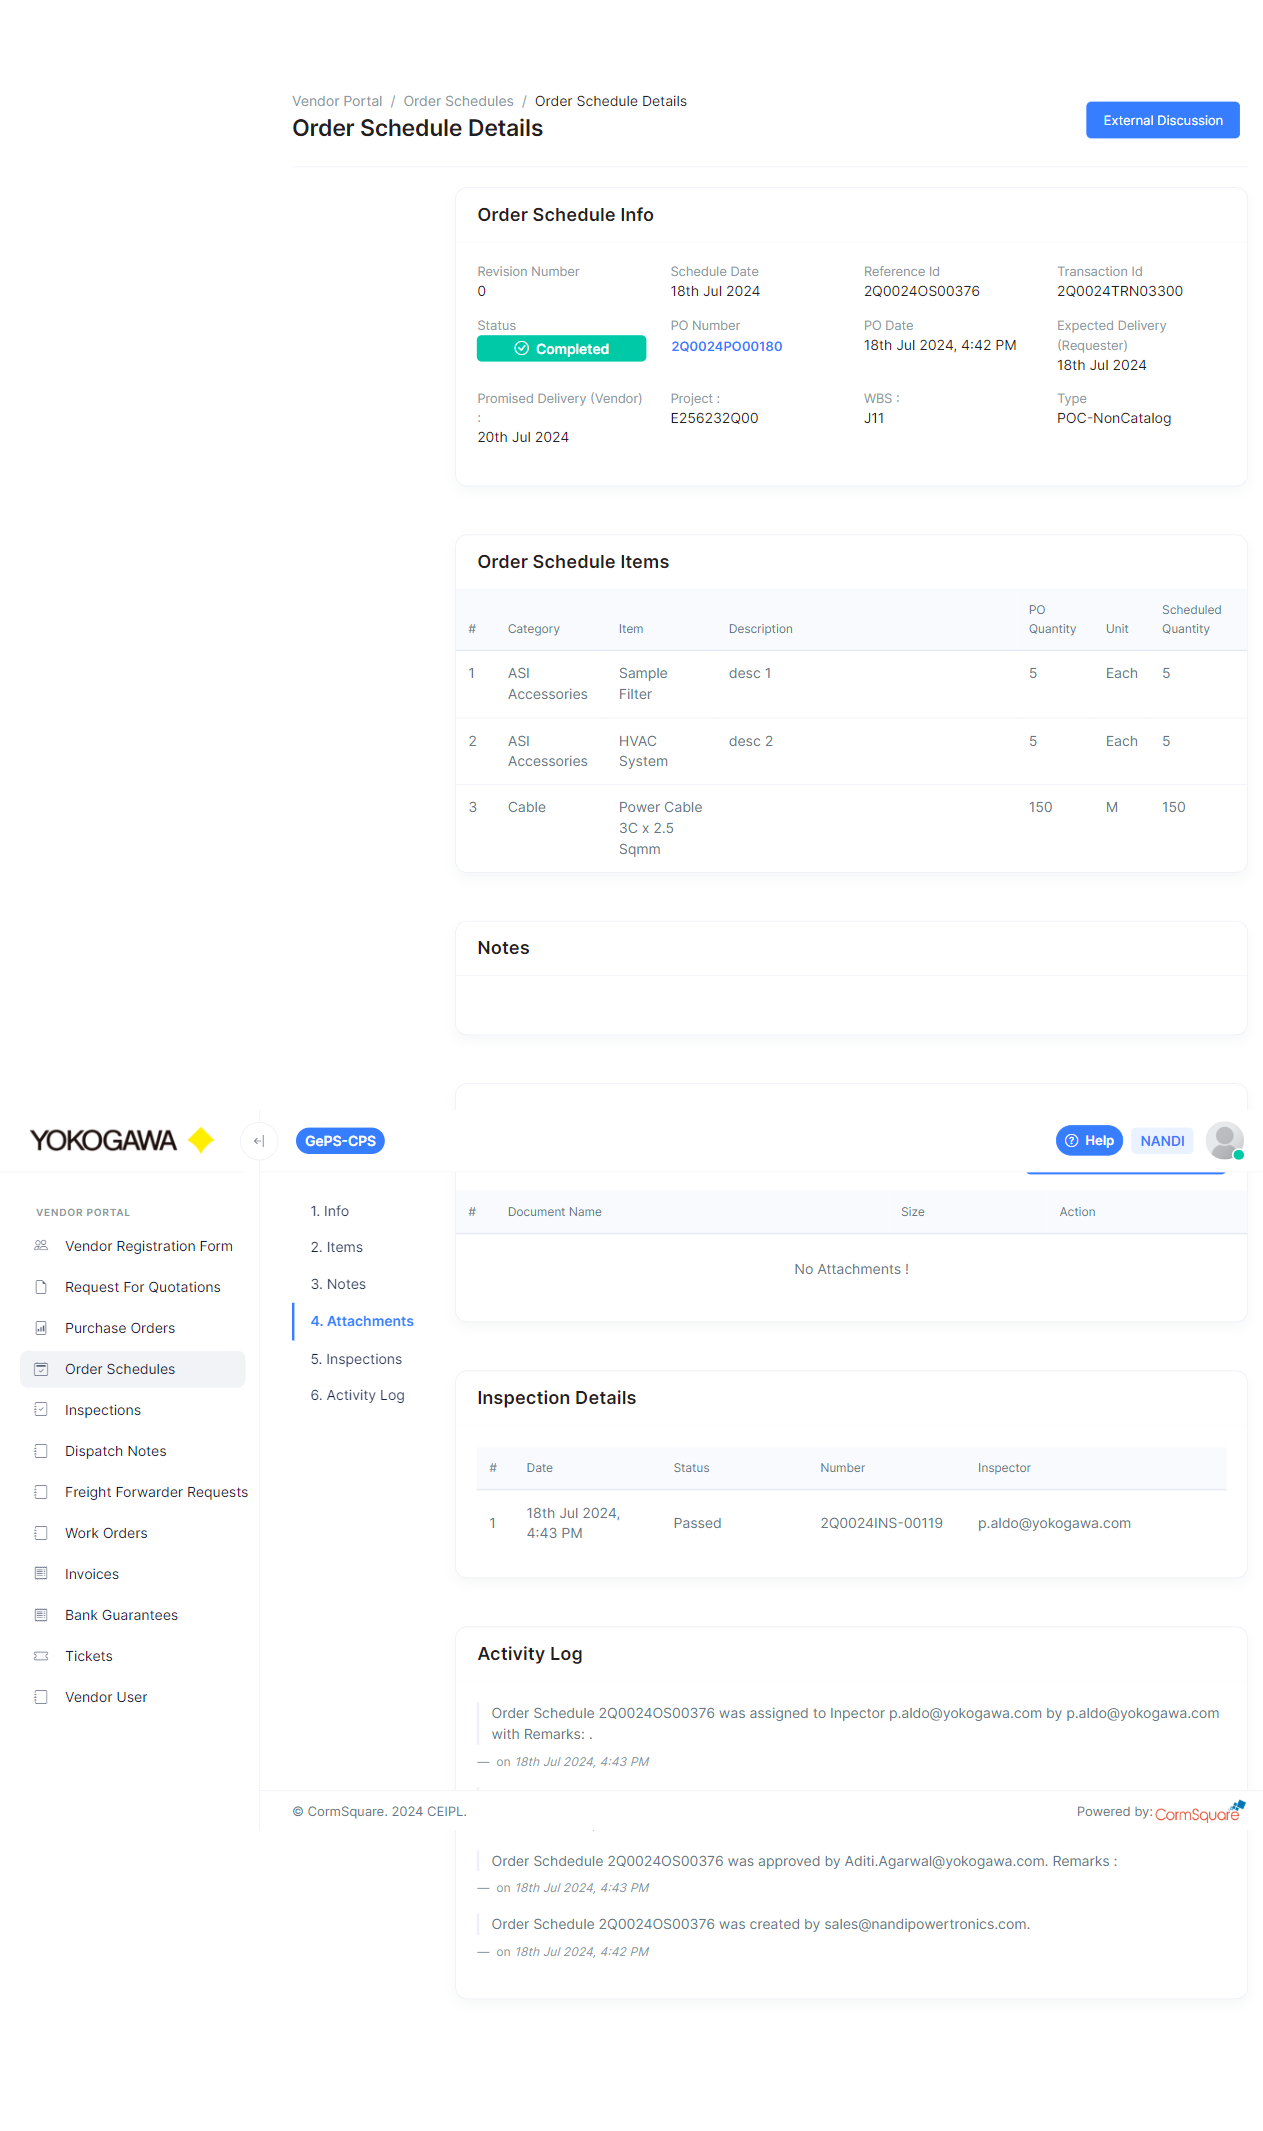 Vendor Portal / Order Schedules / Order Schedule Details
Order Schedule Details
External Discussion
Order Schedule Info
Revision Number
0
Schedule Date
18th Jul 2024
Reference Id
2Q0024OS00376
Transaction Id
2Q0024TRN03300
Status
Completed
PO Number
2Q0024PO00180
PO Date
18th Jul 2024, 4:42 PM
Expected Delivery
(Requester)
18th Jul 2024
Promised Delivery (Vendor)
:
20th Jul 2024
Project :
E256232Q00
WBS :
J11
Type
POC-NonCatalog
Order Schedule Items
# Category Item Description PO Quantity Unit Scheduled Quantity
1 ASI Accessories Sample Filter desc 1 5 Each 5
2 ASI Accessories HVAC System desc 2 5 Each 5
3 Cable Power Cable 3C x 2.5 Sqmm 150 M 150
Notes
YOKOGAWA
GePS-CPS
Help
NANDI
VENDOR PORTAL
Vendor Registration Form
Request For Quotations
Purchase Orders
Order Schedules
Inspections
Dispatch Notes
Freight Forwarder Requests
Work Orders
Invoices
Bank Guarantees
Tickets
Vendor User
1. Info
2. Items
3. Notes
4. Attachments
5. Inspections
6. Activity Log
# Document Name Size Action
No Attachments !
Inspection Details
# Date Status Number Inspector
1 18th Jul 2024, 4:43 PM Passed 2Q0024INS-00119 p.aldo@yokogawa.com
Activity Log
Order Schedule 2Q0024OS00376 was assigned to Inpector p.aldo@yokogawa.com by p.aldo@yokogawa.com
with Remarks: .
— on 18th Jul 2024, 4:43 PM
© CormSquare. 2024 CEIPL.
Powered by: CormSquare
Order Schdedule 2Q0024OS00376 was approved by Aditi.Agarwal@yokogawa.com. Remarks :
— on 18th Jul 2024, 4:43 PM
Order Schedule 2Q0024OS00376 was created by sales@nandipowertronics.com.
— on 18th Jul 2024, 4:42 PM